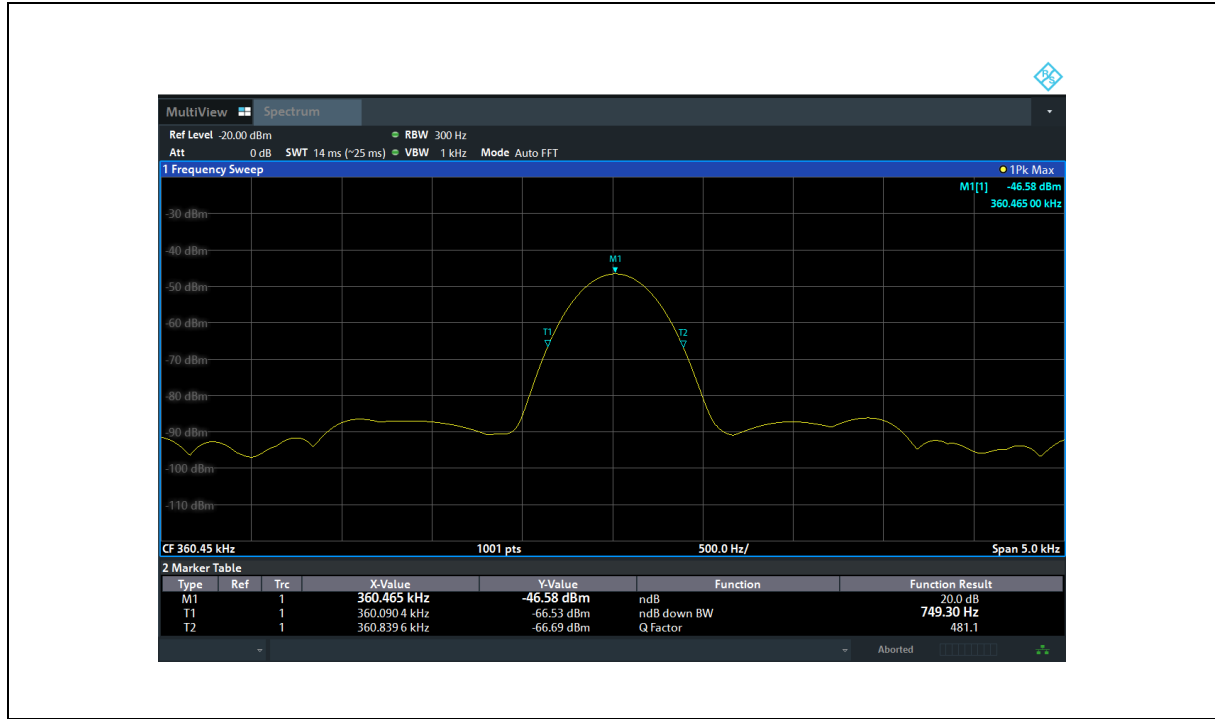 R&S
MultiView Spectrum
Ref Level -20.00 dBm RBW 300 Hz
Att 0 dB SWT 14 ms (~25 ms) VBW 1 kHz Mode Auto FFT
1 Frequency Sweep 1Pk Max
M1[1] -46.58 dBm
360.465 00 kHz
-30 dBm
-40 dBm
M1
-50 dBm
-60 dBm
T1 T2
-70 dBm
-80 dBm
-90 dBm
-100 dBm
-110 dBm
CF 360.45 kHz 1001 pts 500.0 Hz/ Span 5.0 kHz
2 Marker Table
Type Ref Trc X-Value Y-Value Function Function Result
M1 1 360.465 kHz -46.58 dBm ndB 20.0 dB
T1 1 360.090 4 kHz -66.53 dBm ndB down BW 749.30 Hz
T2 1 360.839 6 kHz -66.69 dBm Q Factor 481.1
Aborted